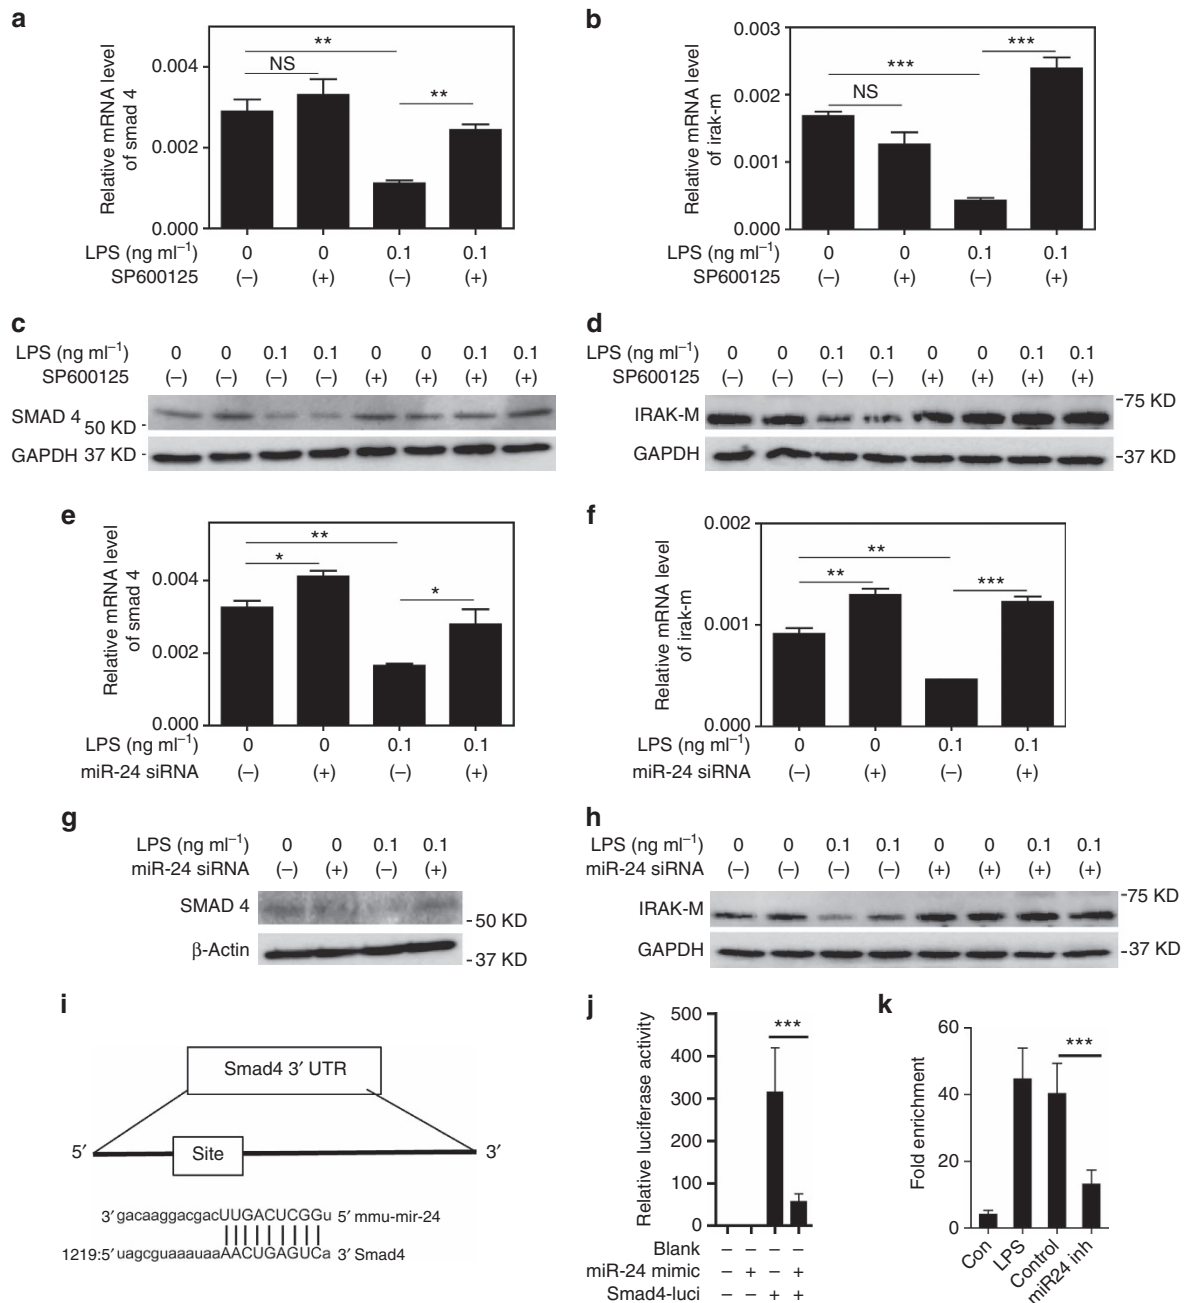 a
Relative mRNA level
of smad 4
0.004
0.002
0.000
**
NS
**
LPS (ng ml⁻¹) 0 0 0.1 0.1
SP600125 (–) (+) (–) (+)
b
Relative mRNA level
of irak-m
0.003
0.002
0.001
0.000
***
***
NS
LPS (ng ml⁻¹) 0 0 0.1 0.1
SP600125 (–) (+) (–) (+)
c
LPS (ng ml⁻¹) 0 0 0.1 0.1 0 0 0.1 0.1
SP600125 (–) (–) (–) (–) (+) (+) (+) (+)
SMAD 4
50 KD -
GAPDH 37 KD -
d
LPS (ng ml⁻¹) 0 0 0.1 0.1 0 0 0.1 0.1
SP600125 (–) (–) (–) (–) (+) (+) (+) (+)
-75 KD
IRAK-M
GAPDH -37 KD
e
Relative mRNA level
of smad 4
0.004
0.002
0.000
**
*
*
LPS (ng ml⁻¹) 0 0 0.1 0.1
miR-24 siRNA (–) (+) (–) (+)
f
Relative mRNA level
of irak-m
0.002
0.001
0.000
**
**
***
LPS (ng ml⁻¹) 0 0 0.1 0.1
miR-24 siRNA (–) (+) (–) (+)
g
LPS (ng ml⁻¹) 0 0 0.1 0.1
miR-24 siRNA (–) (+) (–) (+)
SMAD 4
-50 KD
β-Actin
-37 KD
h
LPS (ng ml⁻¹) 0 0 0.1 0.1 0 0 0.1 0.1
miR-24 siRNA (–) (–) (–) (–) (+) (+) (+) (+)
-75 KD
IRAK-M
GAPDH -37 KD
i
Smad4 3′ UTR
5′ Site 3′
3′gacaaggacgacUUGACUCGGu 5′ mmu-mir-24
1219:5′uagcguaaauaaAACUGAGUCa 3′ Smad4
j
Relative luciferase activity
500
400
300
200
100
0
***
Blank – – – –
miR-24 mimic – + – +
Smad4-luci – – + +
k
Fold enrichment
60
40
20
0
***
Con
LPS
Control
miR24 inh